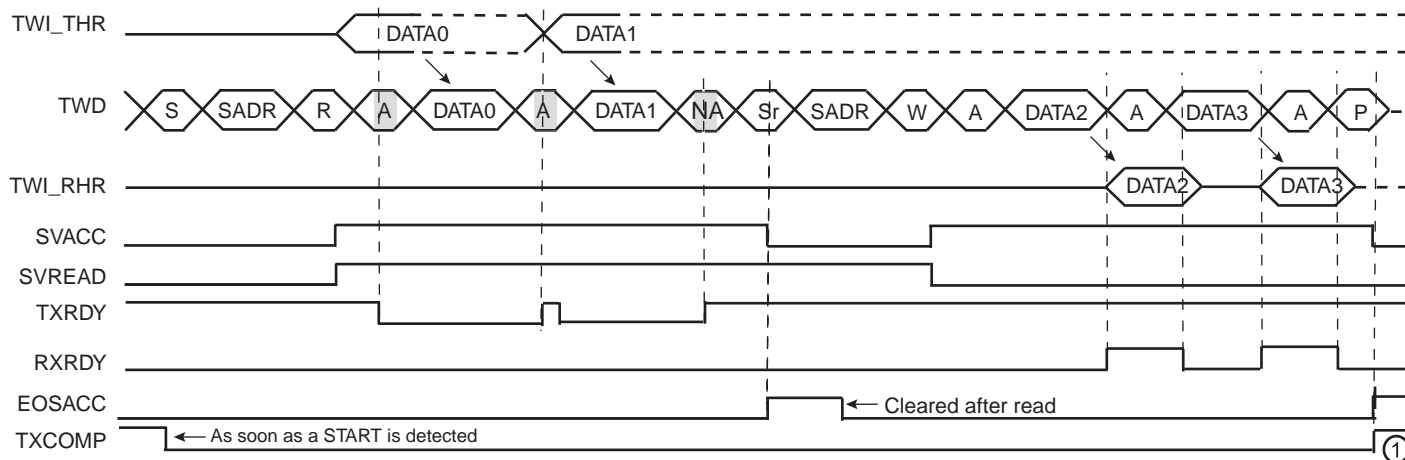 TWI_THR DATA0 DATA1
TWD S SADR R A DATA0 A DATA1 NA Sr SADR W A DATA2 A DATA3 A P
TWI_RHR DATA2 DATA3
SVACC
SVREAD
TXRDY
RXRDY
EOSACC Cleared after read
TXCOMP As soon as a START is detected 1